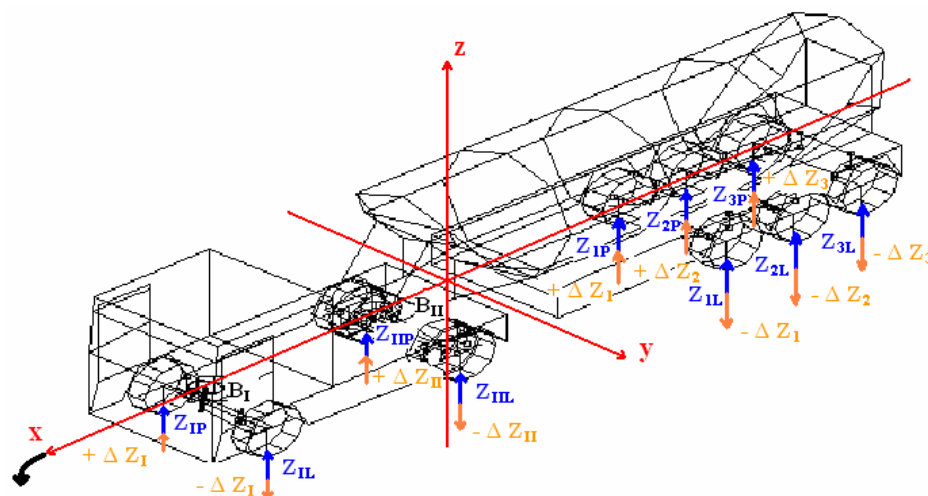 z
+ Δ Z3
Z3P
Z2P
Z1P
Z3L
- Δ Z3
Z2L
+ Δ Z2
Z1L
+ Δ Z1
- Δ Z2
BII
- Δ Z1
ZIIP
y
+ Δ ZII
BI
ZIIL
ZIP
x
- Δ ZII
+ Δ ZI
ZIL
- Δ ZI